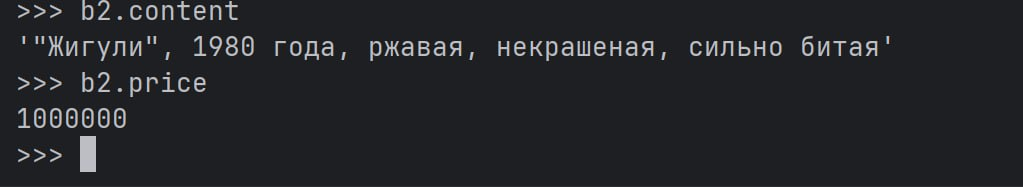 >>> b2.content
'"Жигули", 1980 года, ржавая, некрашеная, сильно битая'
>>> b2.price
1000000
>>>